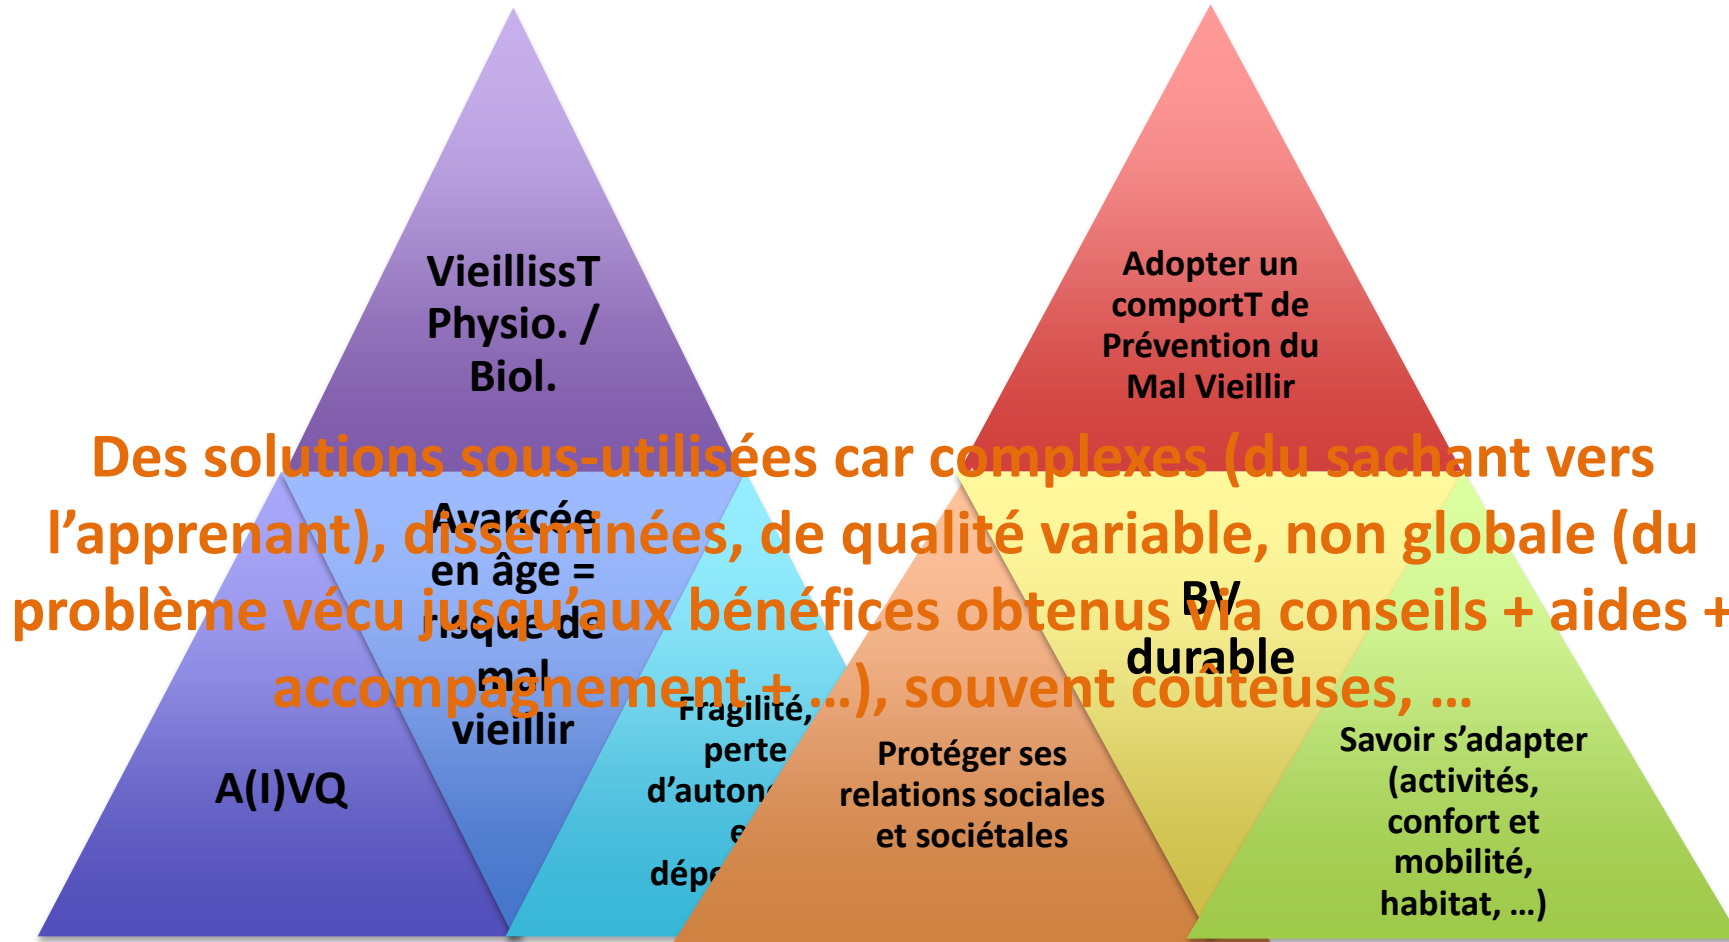 VieillissT
Physio. /
Biol.
Adopter un
comportT de
Prévention du
Mal Vieillir
Des solutions sous-utilisées car complexes (du sachant vers
l’apprenant), disséminées, de qualité variable, non globale (du
problème vécu jusqu’aux bénéfices obtenus via conseils + aides +
accompagnement + …), souvent coûteuses, …
Avancée
en âge =
risque de
mal
vieillir
A(I)VQ
Fragilité,
perte
BV
durable
Protéger ses
relations sociales
et sociétales
Savoir s’adapter
(activités,
confort et
mobilité,
habitat, …)